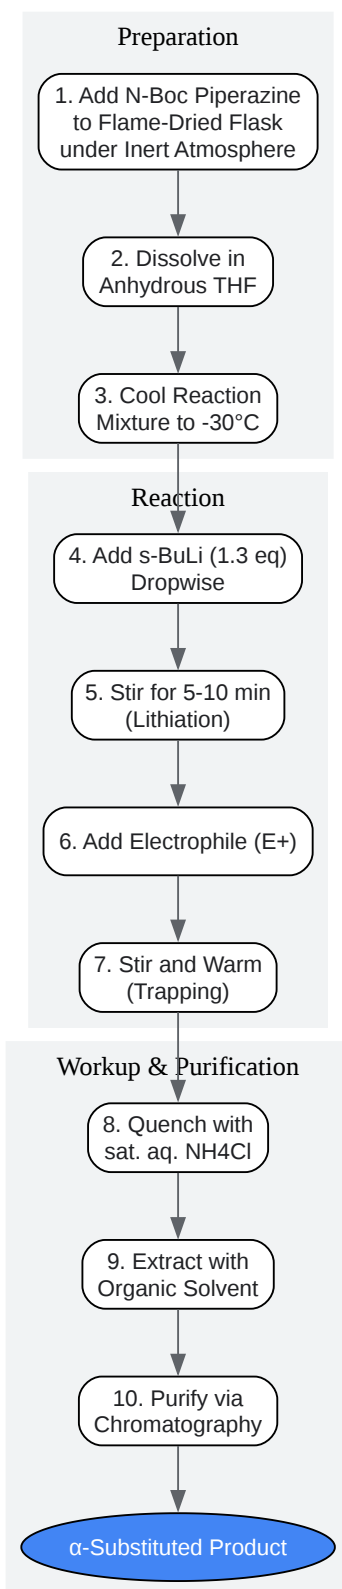 Preparation
1. Add N-Boc Piperazine
to Flame-Dried Flask
under Inert Atmosphere
2. Dissolve in
Anhydrous THF
3. Cool Reaction
Mixture to -30°C
Reaction
4. Add s-BuLi (1.3 eq)
Dropwise
5. Stir for 5-10 min
(Lithiation)
6. Add Electrophile (E+)
7. Stir and Warm
(Trapping)
Workup & Purification
8. Quench with
sat. aq. NH4Cl
9. Extract with
Organic Solvent
10. Purify via
Chromatography
α-Substituted Product